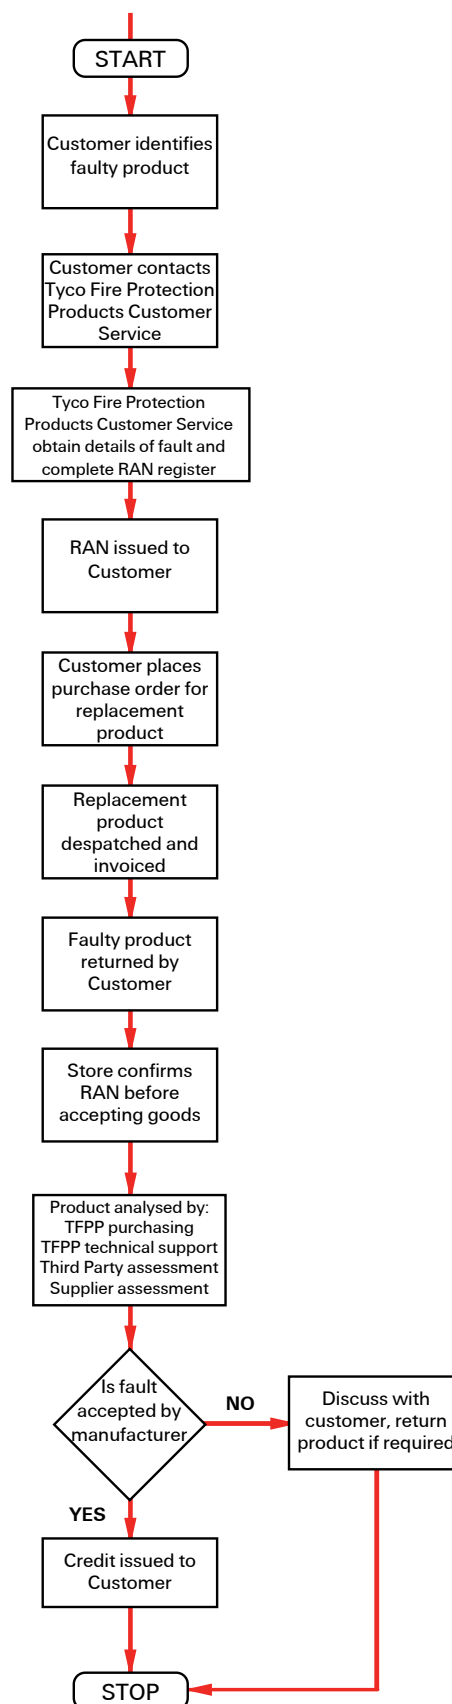 START
Customer identifies
faulty product
Customer contacts
Tyco Fire Protection
Products Customer
Service
Tyco Fire Protection
Products Customer Service
obtain details of fault and
complete RAN register
RAN issued to
Customer
Customer places
purchase order for
replacement
product
Replacement
product
despatched and
invoiced
Faulty product
returned by
Customer
Store confirms
RAN before
accepting goods
Product analysed by:
TFPP purchasing
TFPP technical support
Third Party assessment
Supplier assessment
Is fault
accepted by
manufacturer
NO
Discuss with
customer, return
product if required
YES
Credit issued to
Customer
STOP